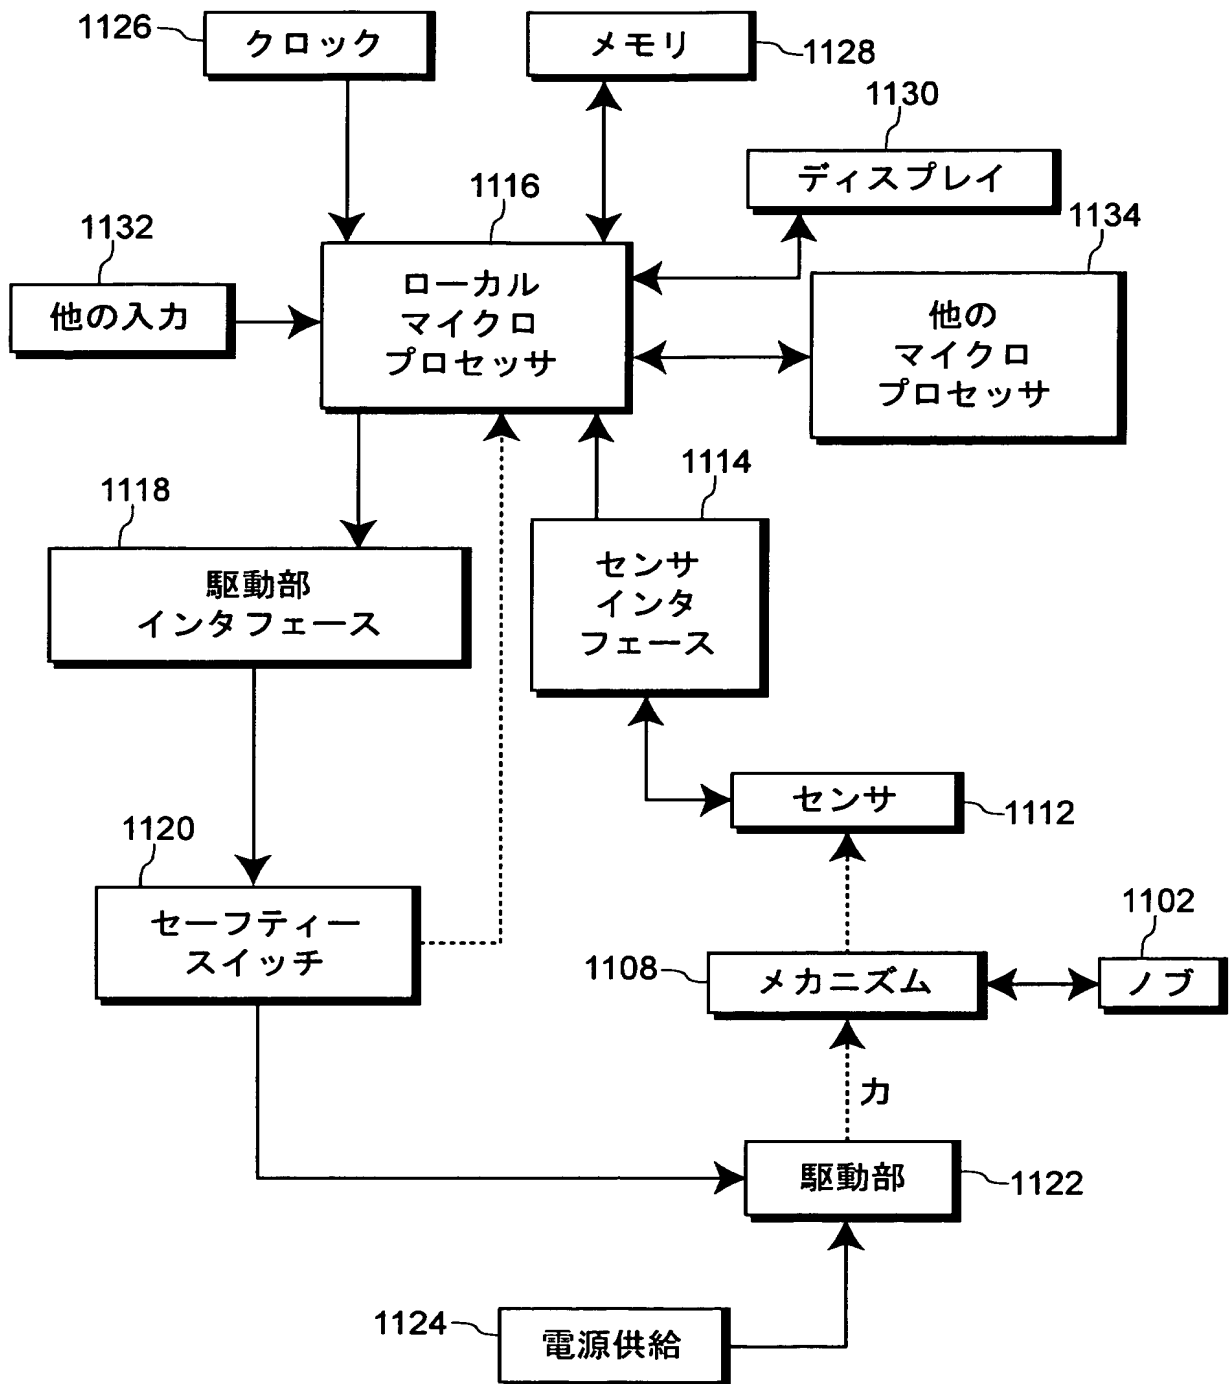 1126
クロック
メモリ
1128
1130
ディスプレイ
1116
1134
1132
他の入力
ローカル
マイクロ
プロセッサ
他の
マイクロ
プロセッサ
1118
1114
駆動部
インタフェース
センサ
インタ
フェース
1120
センサ
1112
セーフティー
スイッチ
1102
1108
メカニズム
ノブ
力
駆動部
1122
1124
電源供給